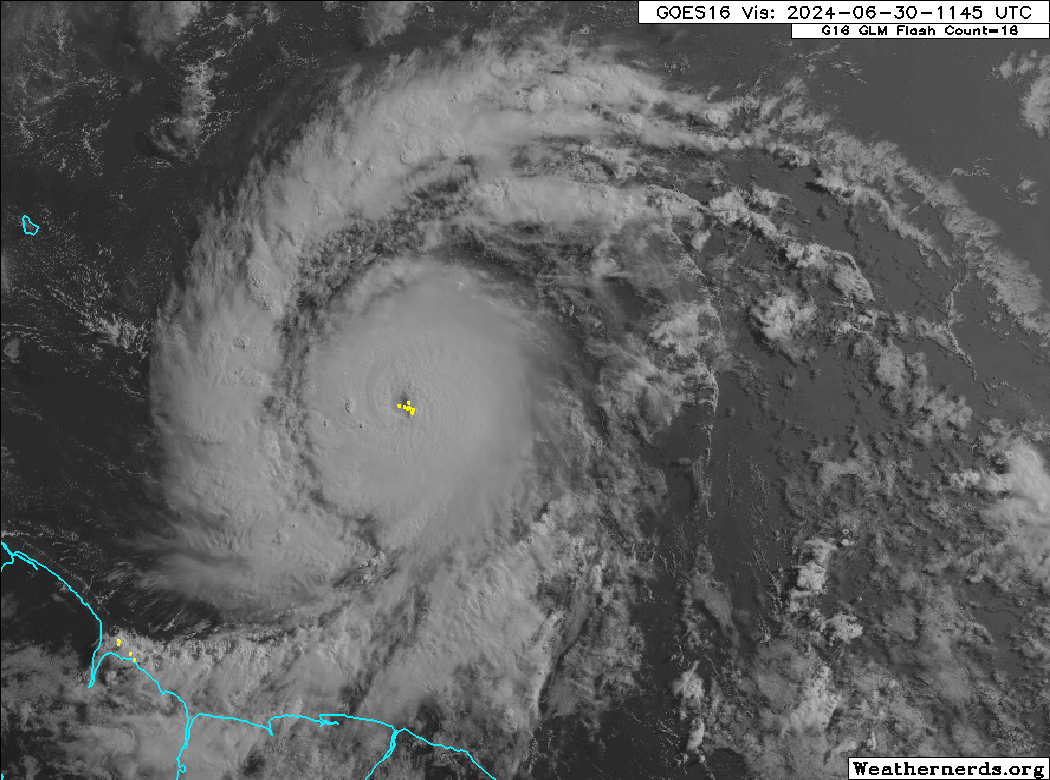 GOES16 Vis: 2024-06-30-1145 UTC
G16 GLM Flash Count=16
Weathernerds.org